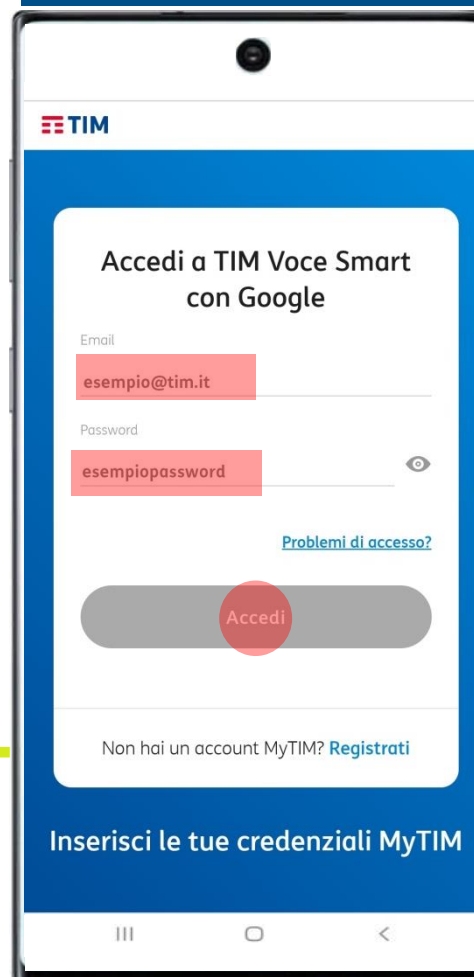 TIM
Accedi a TIM Voce Smart
con Google
Email
esempio@tim.it
Password
esempiopassword
Problemi di accesso?
Accedi
Non hai un account MyTIM? Registrati
Inserisci le tue credenziali MyTIM